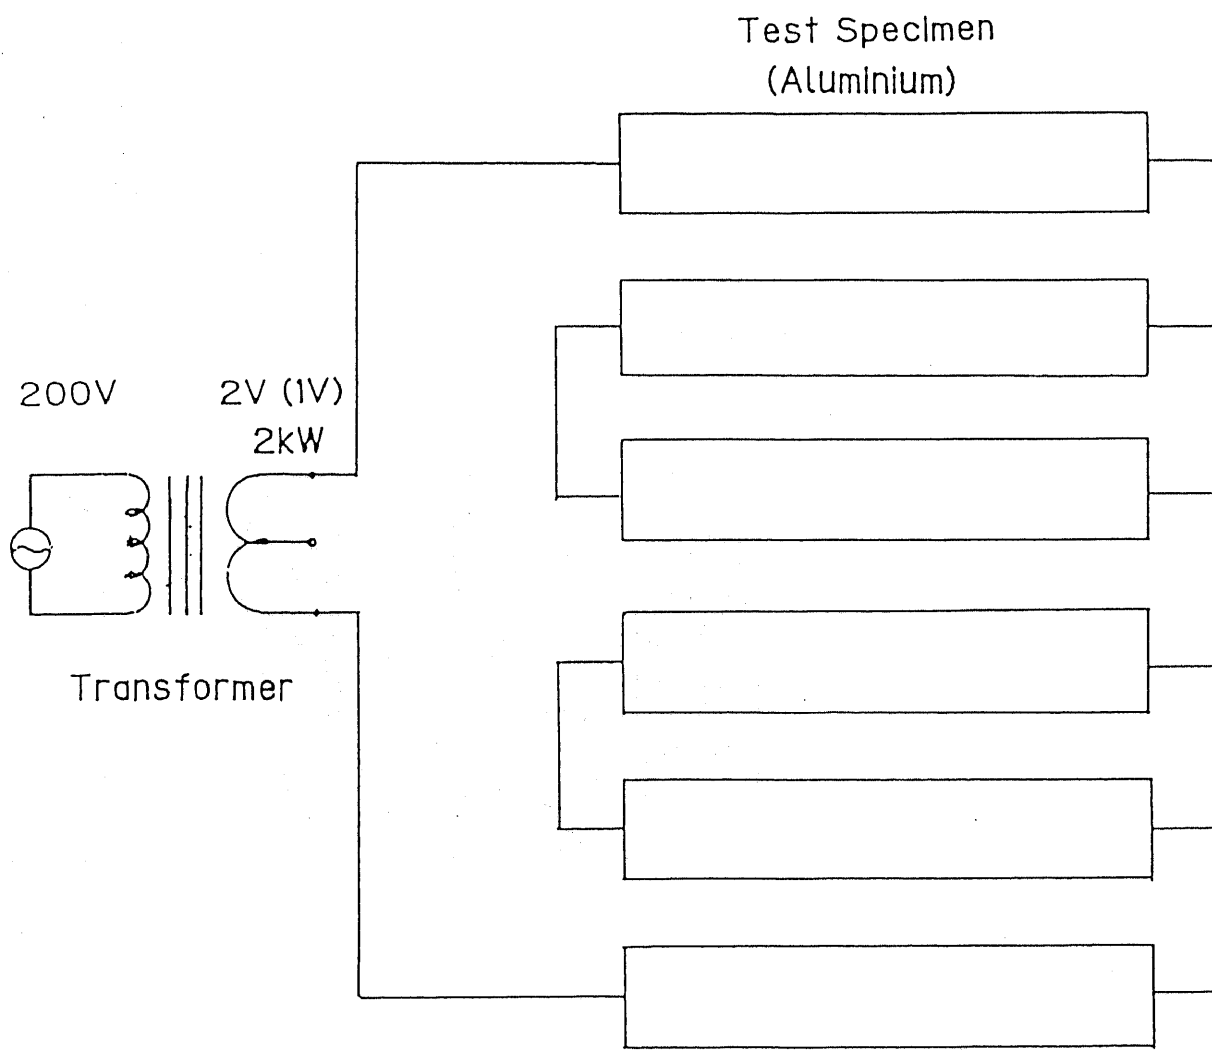 Test Specimen
(Aluminium)
200V
2V (1V)
2kW
Transformer